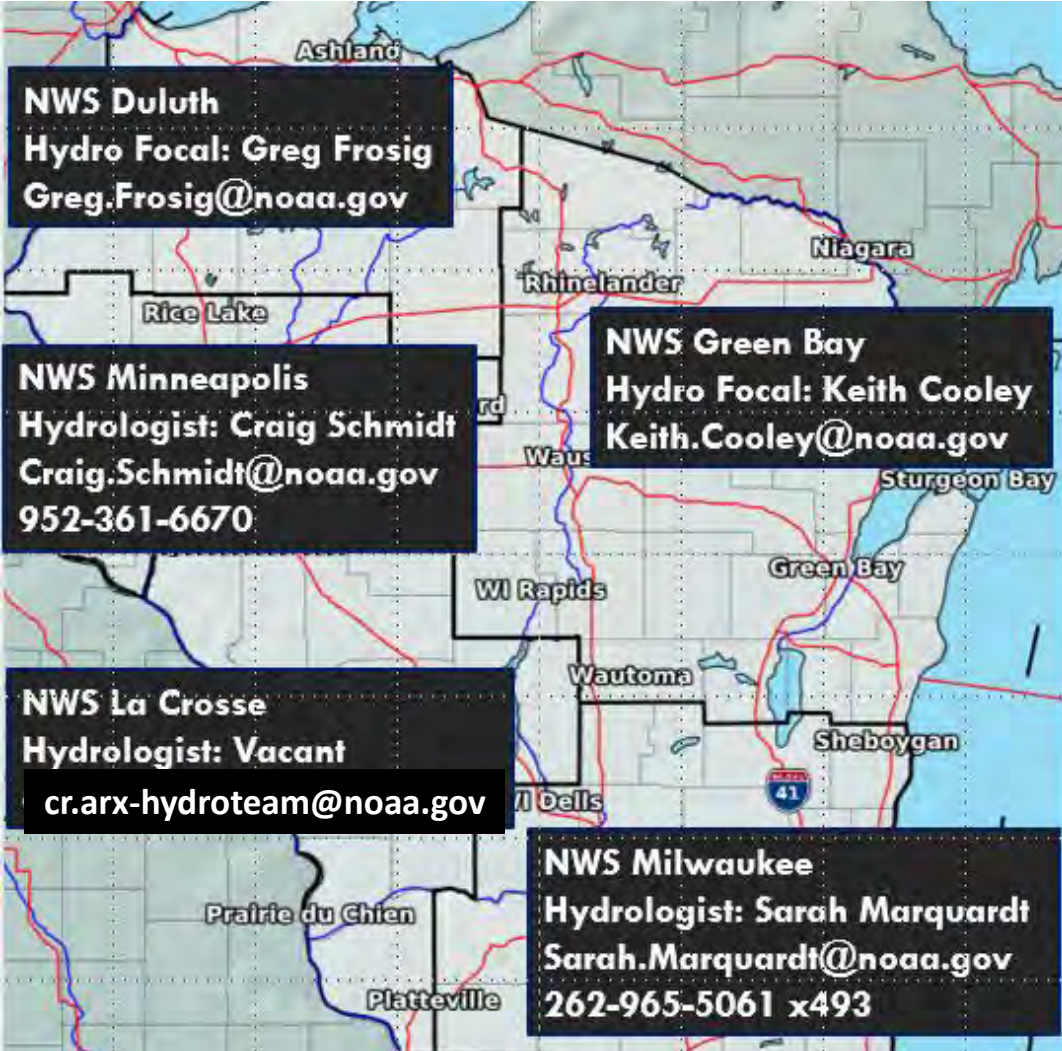 Ashland
NWS Duluth
Hydro Focal: Greg Frosig
Greg.Frosig@noaa.gov
Niagara
Rhinelander
Rice Lake
NWS Green Bay
Hydro Focal: Keith Cooley
Keith.Cooley@noaa.gov
NWS Minneapolis
Hydrologist: Craig Schmidt
Craig.Schmidt@noaa.gov
952-361-6670
rd
Waus
Sturgeon Bay
Green Bay
WI Rapids
Wautoma
NWS La Crosse
Hydrologist: Vacant
cr.arx-hydroteam@noaa.gov
Sheboygan
41
I Dells
NWS Milwaukee
Hydrologist: Sarah Marquardt
Sarah.Marquardt@noaa.gov
262-965-5061 x493
Prairie du Chien
Platteville